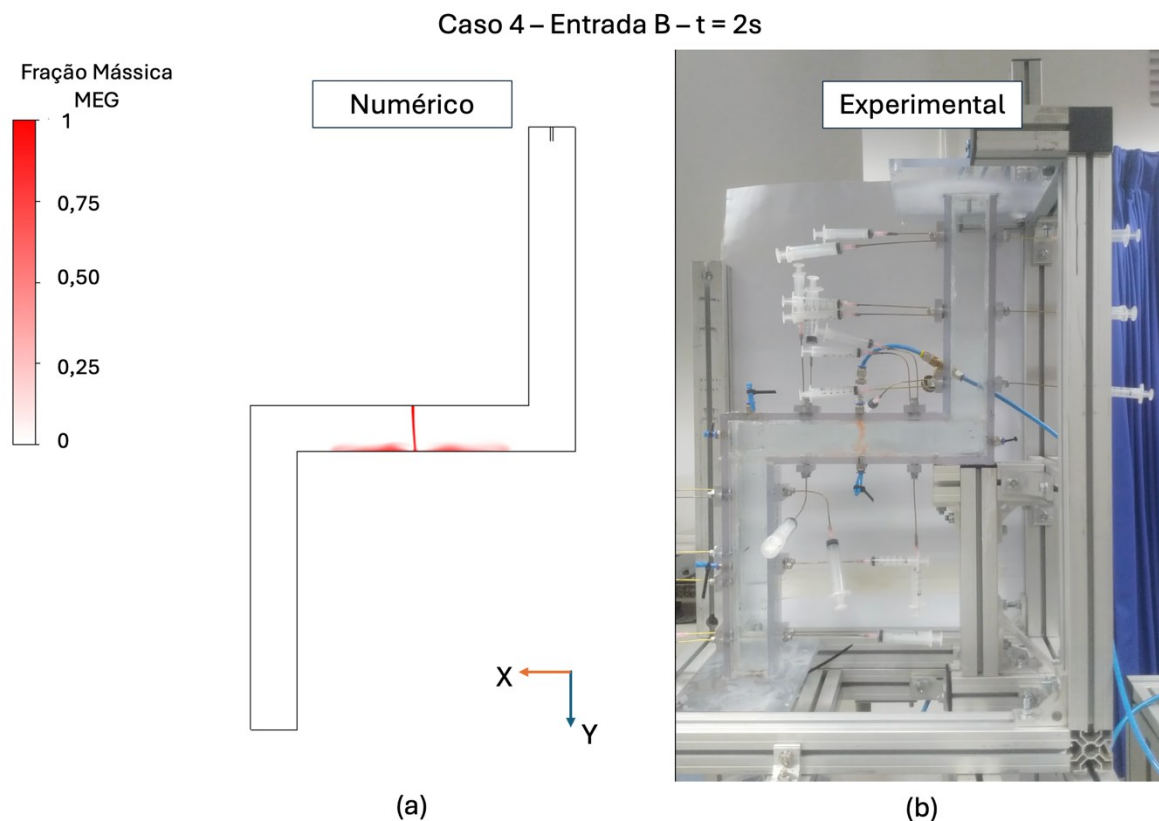 Caso 4 – Entrada B – t = 2s
Fração Mássica
MEG
1
0,75
0,50
0,25
0
Numérico
Experimental
X
Y
(a)
(b)